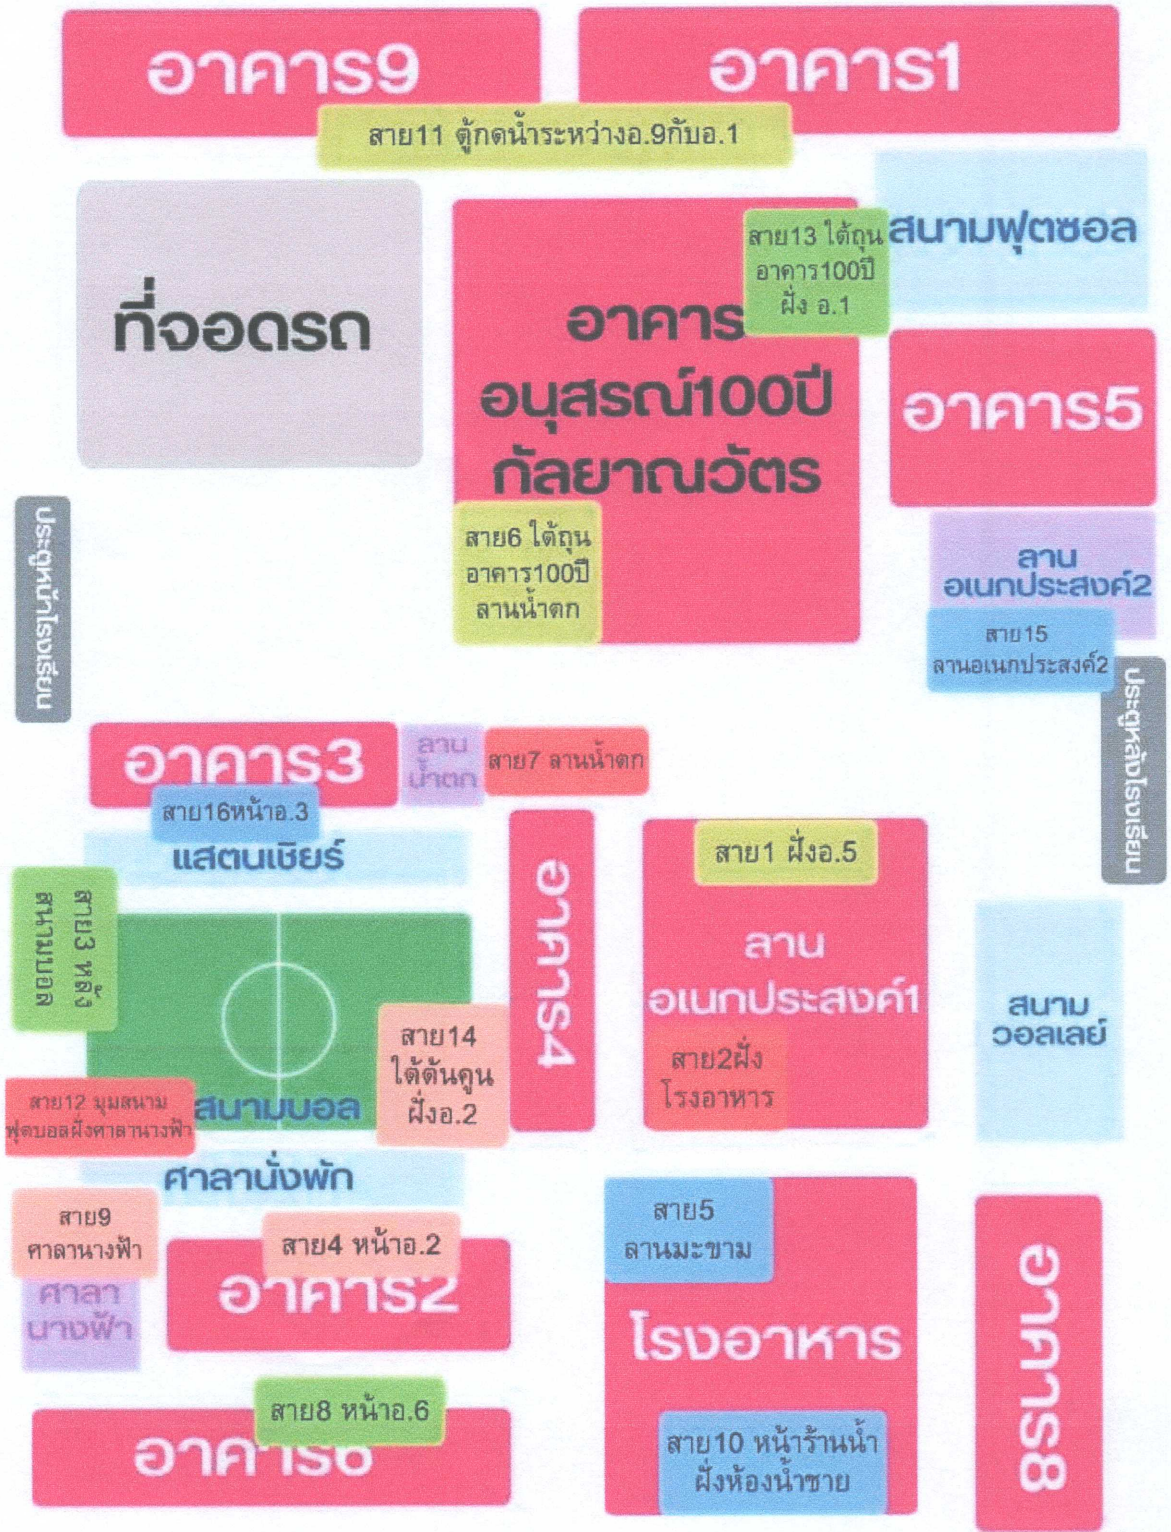 อาคาร9
อาคาร1
สาย11 ตู้กดน้ำระหว่างอ.9กับอ.1
ที่จอดรถ
สาย13 ใต้ถุน
อาคาร100ปี
ฝั่ง อ.1
สนามฟุตซอล
อาคาร
อนุสรณ์100ปี
กัลยาณวัตร
อาคาร5
สาย6 ใต้ถุน
อาคาร100ปี
ลานน้ำตก
ลาน
อเนกประสงค์2
สาย15
ลานอเนกประสงค์2
ประตูหน้าโรงเรียน
ประตูหลังโรงเรียน
อาคาร3
ลาน
น้ำตก
สาย7 ลานน้ำตก
สาย16หน้าอ.3
แสตนเชียร์
อาคาร4
สาย1 ฝั่งอ.5
ลาน
อเนกประสงค์1
สาย2ฝั่ง
โรงอาหาร
สนาม
วอลเลย์
สาย3 หลัง
สนามบอล
สาย14
ใต้ต้นคูน
ฝั่งอ.2
สาย12 มุมสนาม
ฟุตบอลฝั่งศาลานางฟ้า
สนามบอล
ศาลานั่งพัก
สาย9
ศาลานางฟ้า
ศาลา
นางฟ้า
สาย4 หน้าอ.2
อาคาร2
สาย5
ลานมะขาม
โรงอาหาร
สาย10 หน้าร้านน้ำ
ฝั่งห้องน้ำชาย
อาคาร8
สาย8 หน้าอ.6
อาคาร6